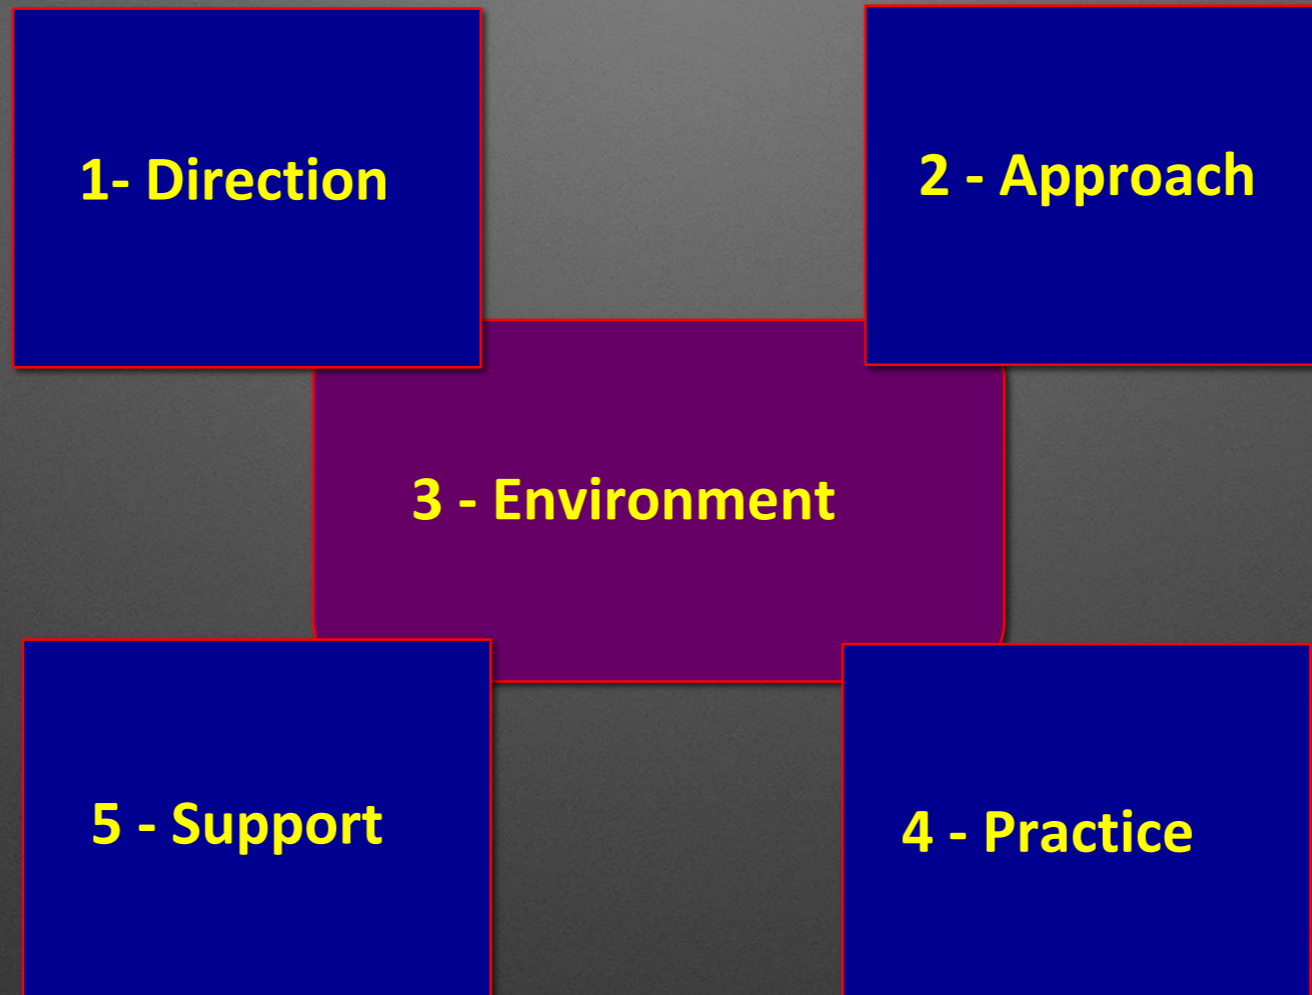 1- Direction
2 - Approach
3 - Environment
5 - Support
4 - Practice